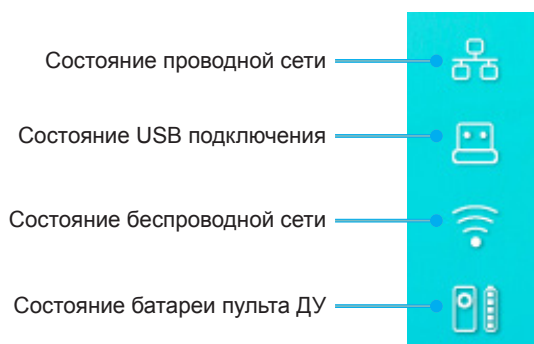 Состояние проводной сети
Состояние USB подключения
Состояние беспроводной сети
Состояние батареи пульта ДУ